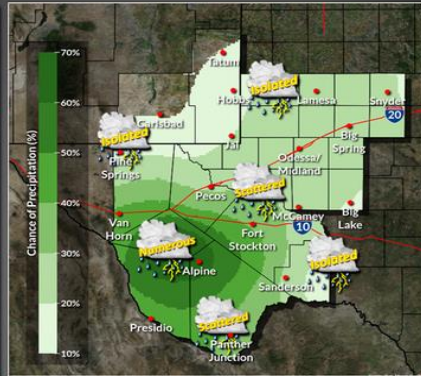 70%
60%
50%
40%
30%
20%
10%
Chance of Precipitation (%)
Tatum
Hobbs
Isolated
Lamesa
Snyder
20
Carlsbad
Isolated
Jal
Big
Spring
Pine
Springs
Odessa/
Midland
Scattered
Pecos
McCamey
Big
Lake
Van
Horn
Fort
Stockton
10
Numerous
Alpine
Isolated
Sanderson
Presidio
Scattered
Panther
Junction